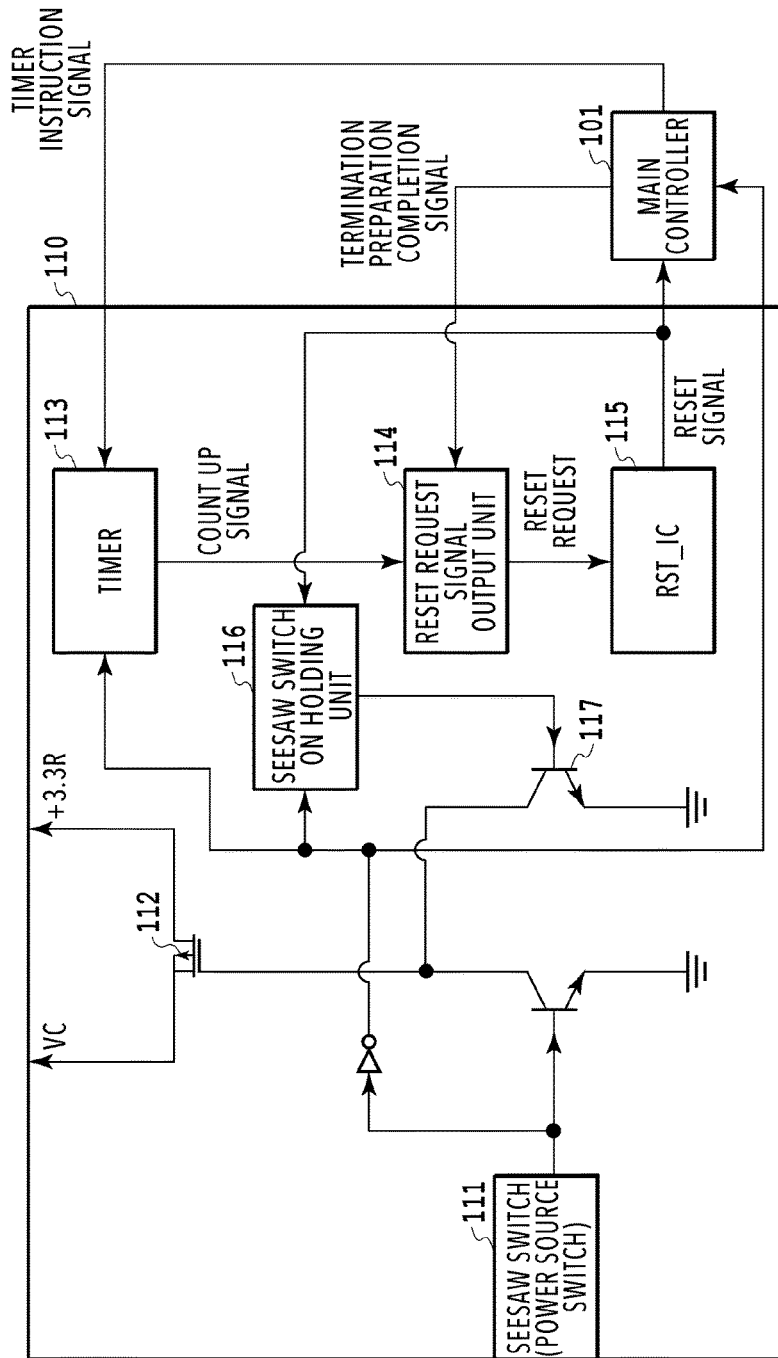 TIMER
INSTRUCTION
SIGNAL
TERMINATION
PREPARATION
COMPLETION
SIGNAL
101
MAIN
CONTROLLER
110
113
TIMER
COUNT UP
SIGNAL
114
RESET REQUEST
SIGNAL
OUTPUT UNIT
RESET
REQUEST
115
RST_IC
RESET
SIGNAL
116
SEESAW SWITCH
ON HOLDING
UNIT
117
+3.3R
112
VC
111
SEESAW SWITCH
(POWER SOURCE
SWITCH)